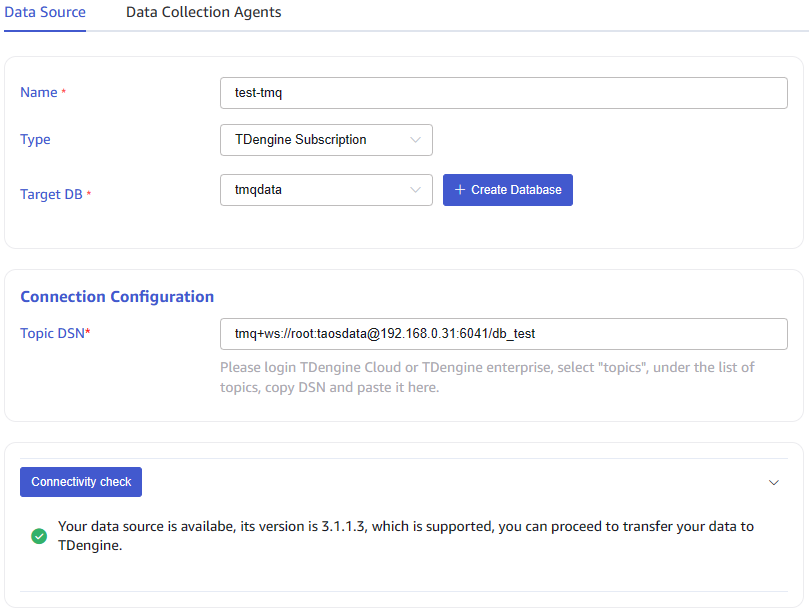 Data Source Data Collection Agents
Name *
test-tmq
Type
TDengine Subscription
Target DB *
tmqdata
+ Create Database
Connection Configuration
Topic DSN*
tmq+ws://root:taosdata@192.168.0.31:6041/db_test
Please login TDengine Cloud or TDengine enterprise, select "topics", under the list of
topics, copy DSN and paste it here.
Connectivity check
Your data source is availabe, its version is 3.1.1.3, which is supported, you can proceed to transfer your data to
TDengine.